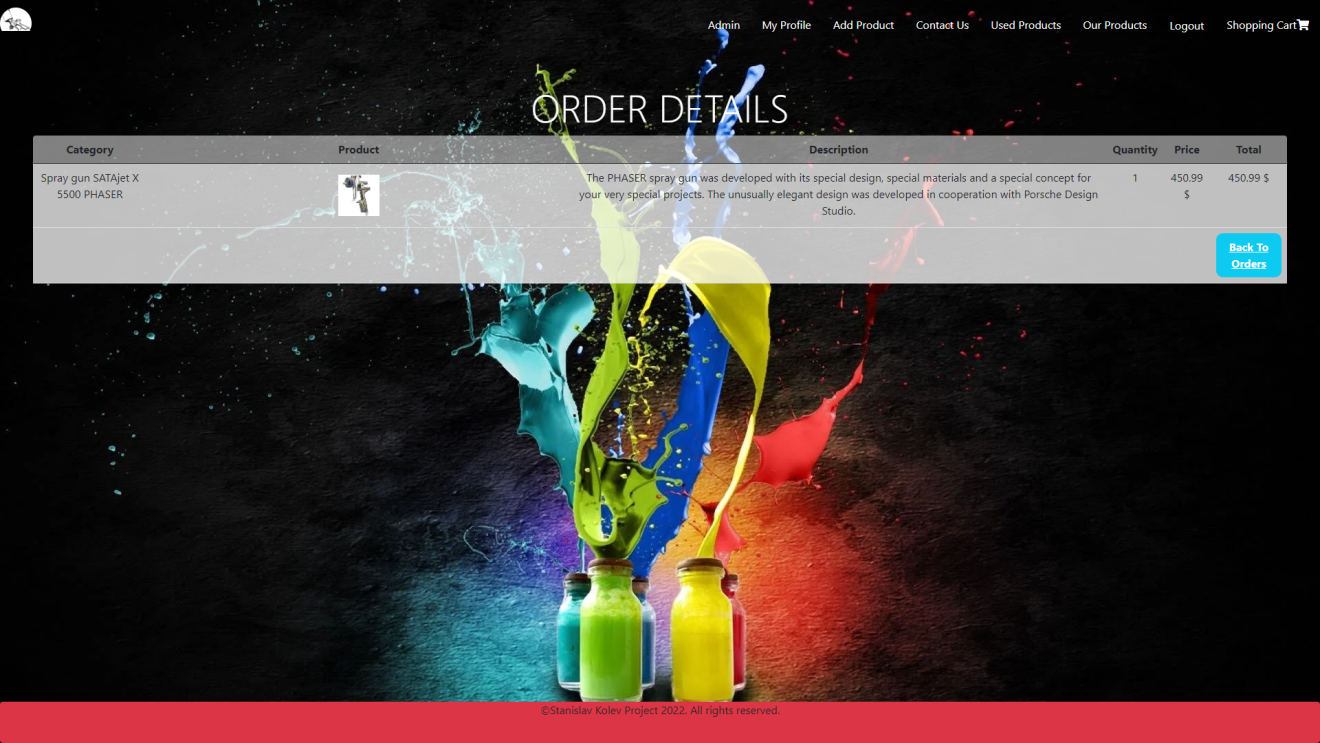 Admin My Profile Add Product Contact Us Used Products Our Products Logout Shopping Cart
ORDER DETAILS
Category Product Description Quantity Price Total
Spray gun SATAjet X The PHASER spray gun was developed with its special design, special materials and a special concept for 1 450.99 450.99 $
5500 PHASER your very special projects. The unusually elegant design was developed in cooperation with Porsche Design $
Studio.
Back To
Orders
©Stanislav Kolev Project 2022. All rights reserved.